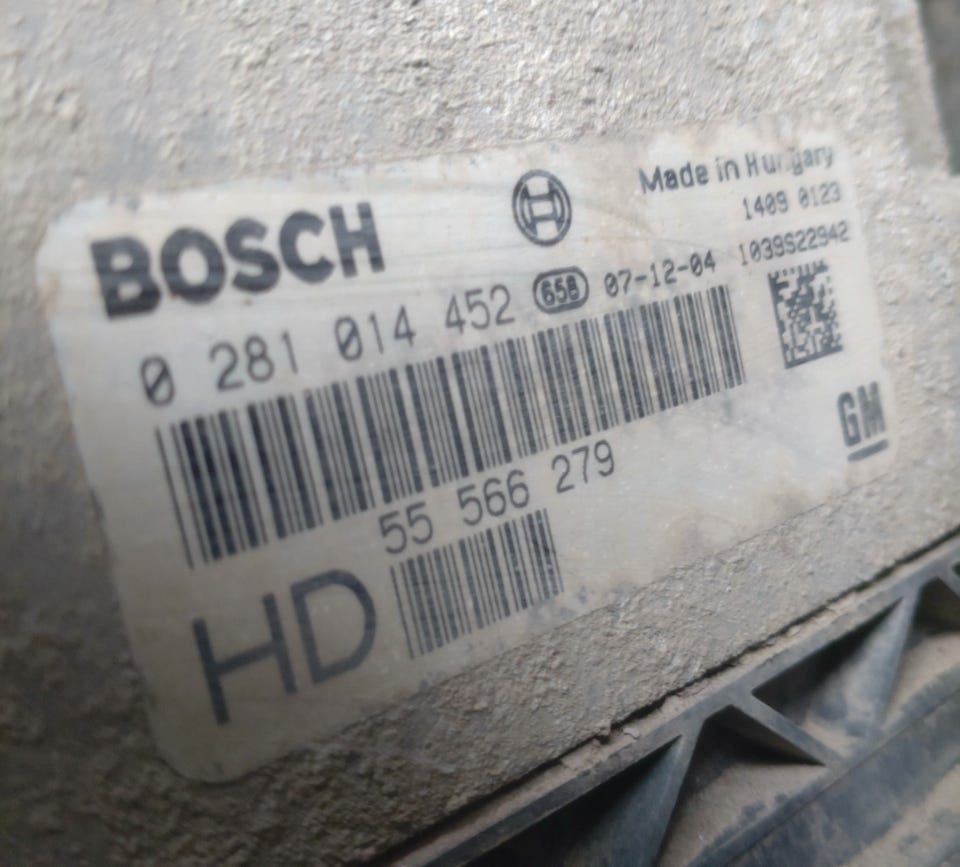 BOSCH
Made in Hungary
1409 0123
0 281 014 452 658 07-12-04 1039S22942
GM
55 566 279
HD